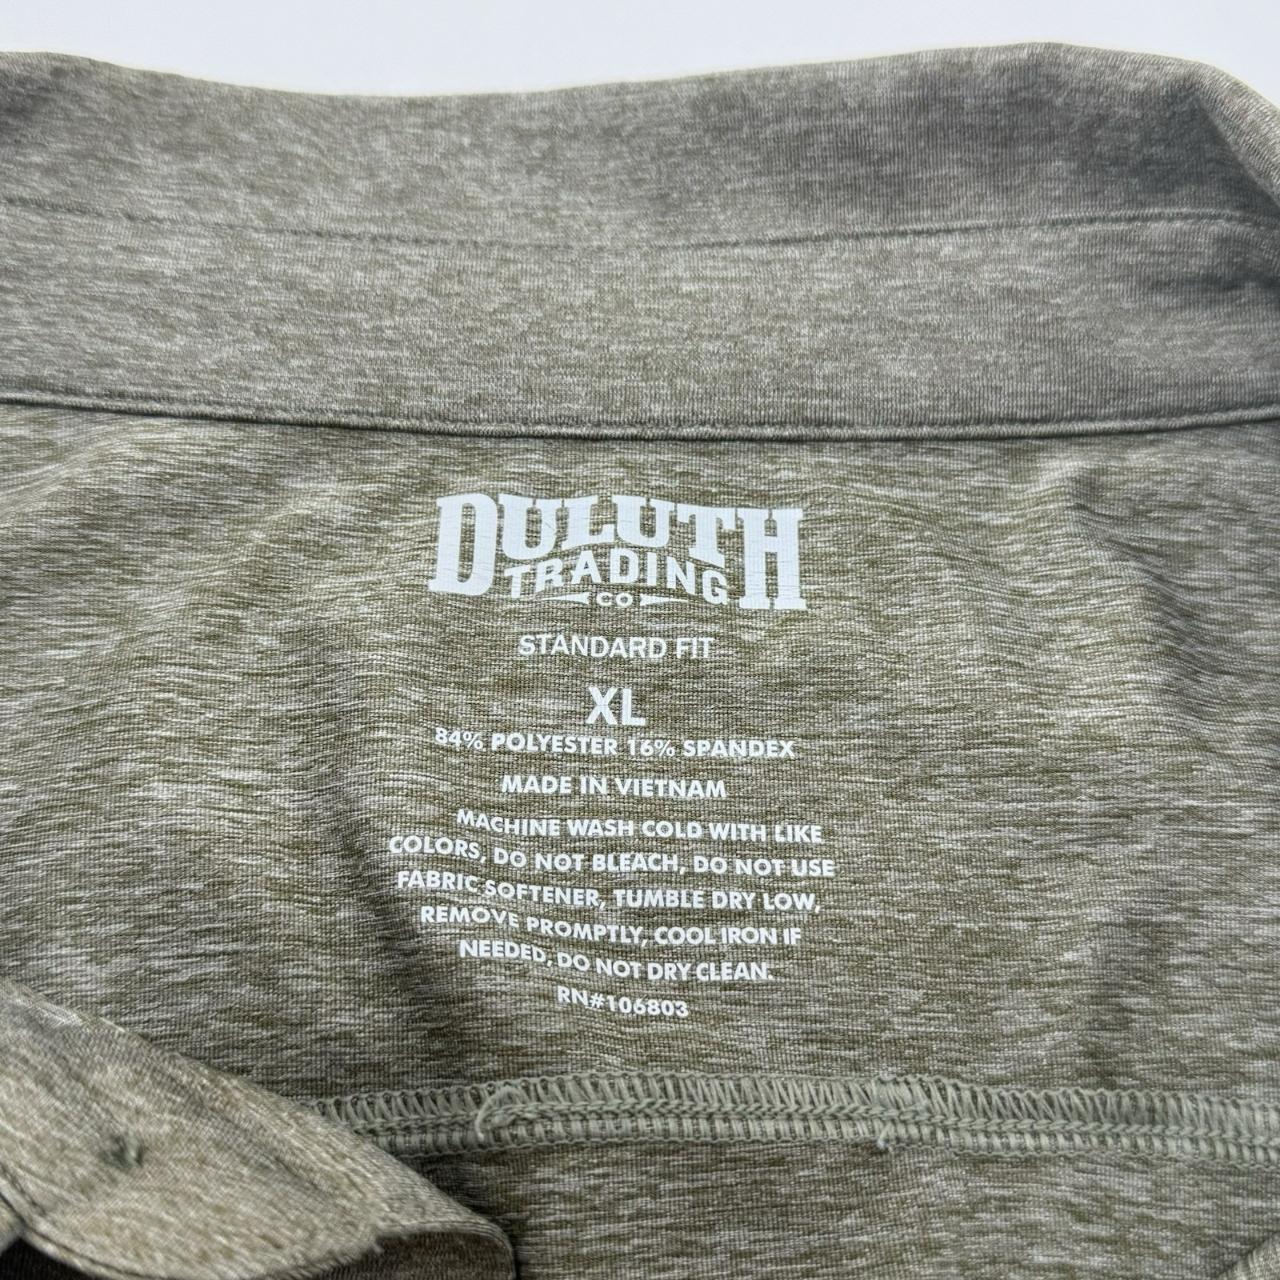 DULUTH
TRADING
CO
STANDARD FIT
XL
84% POLYESTER 16% SPANDEX
MADE IN VIETNAM
MACHINE WASH COLD WITH LIKE
COLORS, DO NOT BLEACH, DO NOT USE
FABRIC SOFTENER, TUMBLE DRY LOW,
REMOVE PROMPTLY, COOL IRON IF
NEEDED, DO NOT DRY CLEAN.
RN#106803